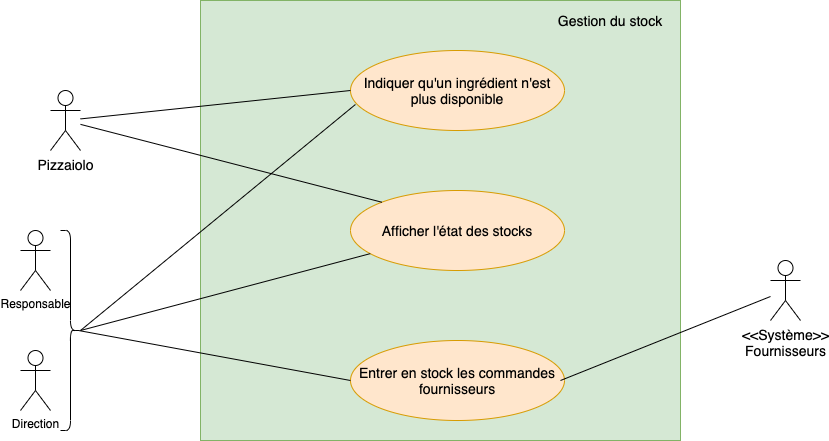 Gestion du stock
Indiquer qu'un ingrédient n'est
plus disponible
Pizzaiolo
Afficher l'état des stocks
Responsable
<<Système>>
Fournisseurs
Entrer en stock les commandes
fournisseurs
Direction